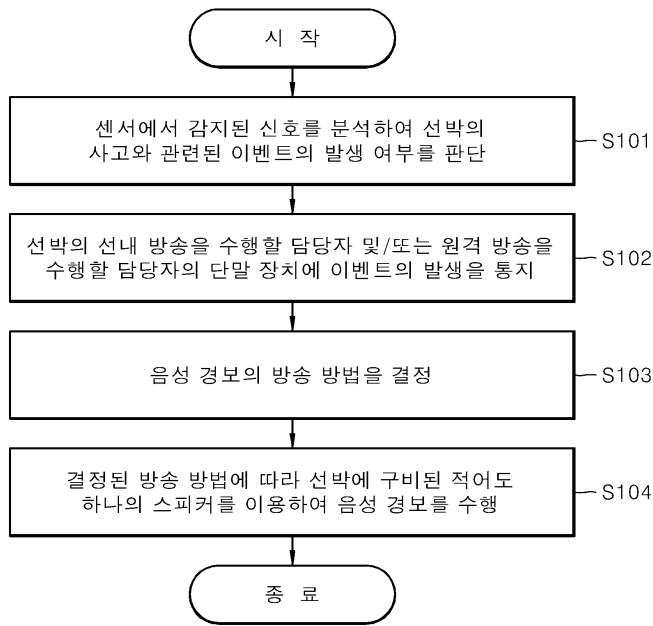 시 작
센서에서 감지된 신호를 분석하여 선박의
사고와 관련된 이벤트의 발생 여부를 판단
S101
선박의 선내 방송을 수행할 담당자 및/또는 원격 방송을
수행할 담당자의 단말 장치에 이벤트의 발생을 통지
S102
음성 경보의 방송 방법을 결정
S103
결정된 방송 방법에 따라 선박에 구비된 적어도
하나의 스피커를 이용하여 음성 경보를 수행
S104
종 료